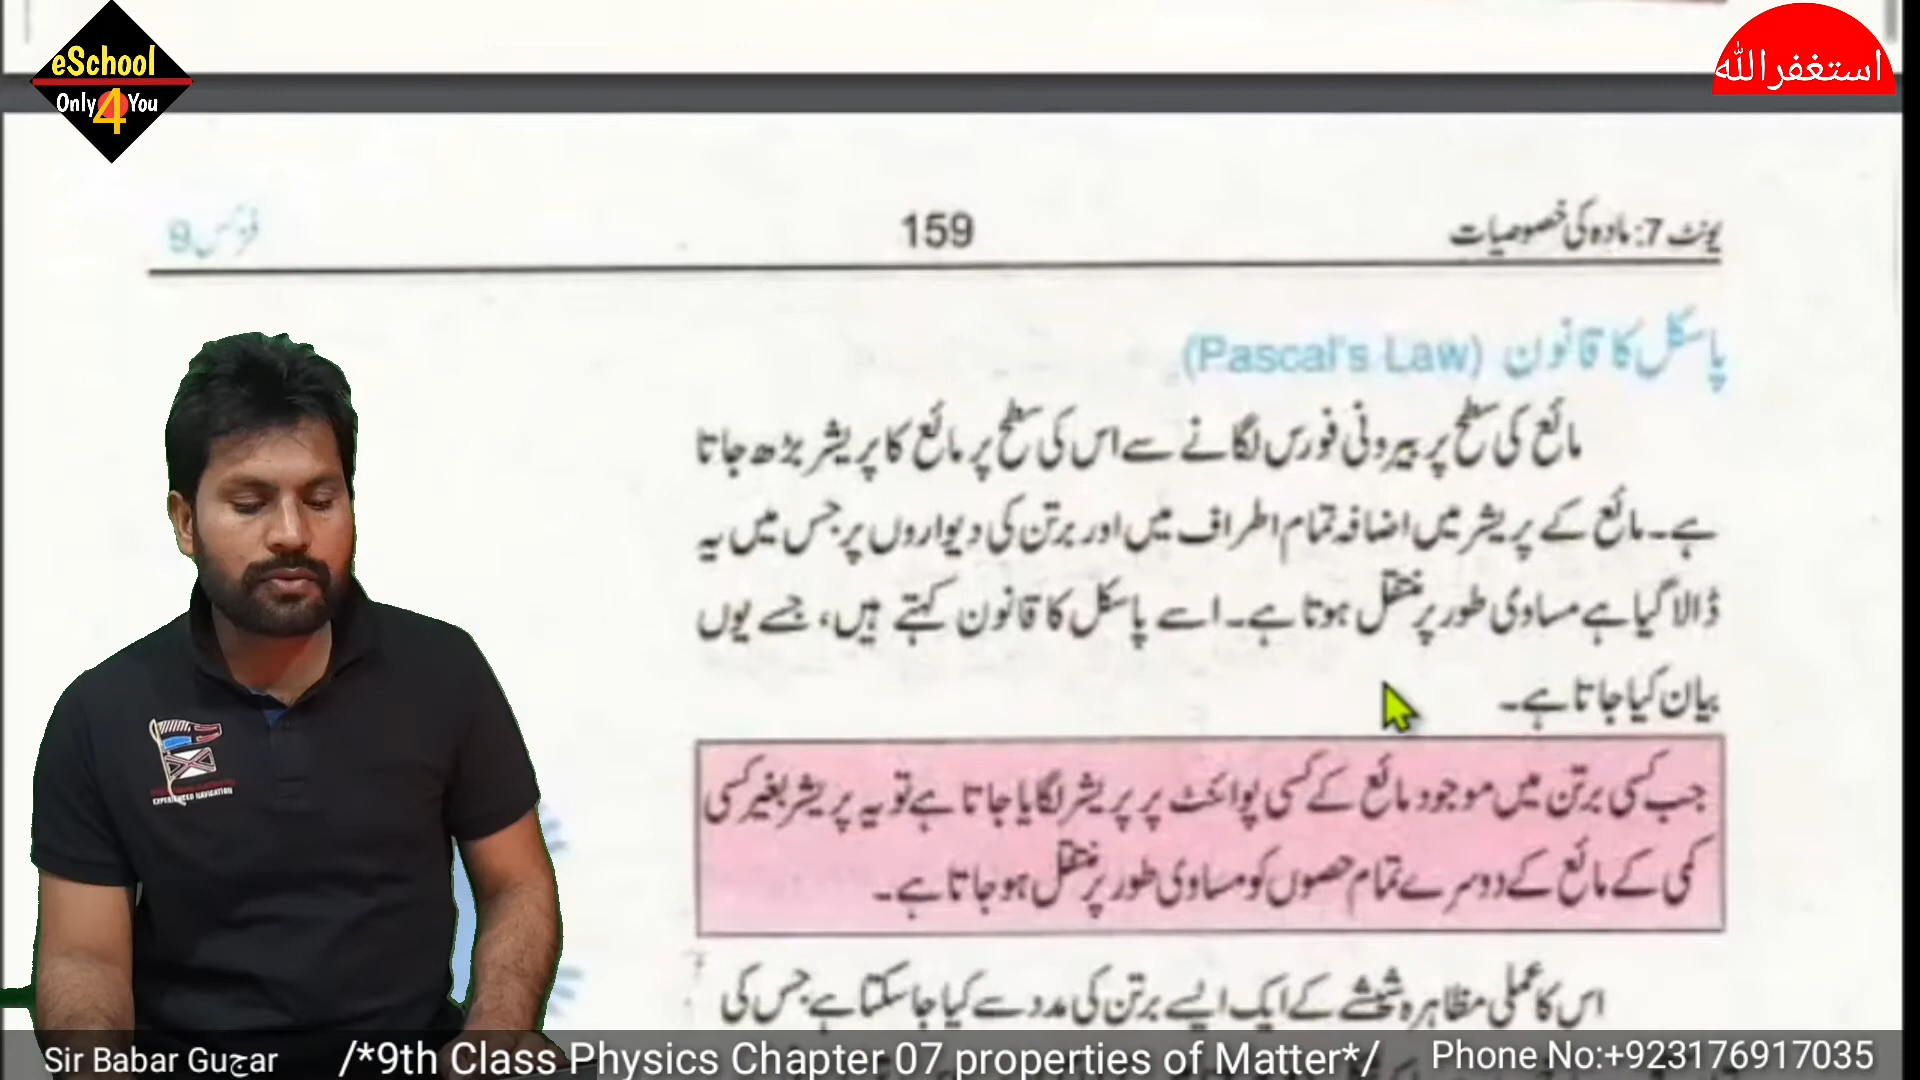 eSchool
Only 4 You
استغفر الله
یونٹ 7: مادہ کی خصوصیات
159
فزکس 9
پاسکل کا قانون (Pascal's Law)
مائع کی سطح پر بیرونی فورس لگانے سے اس کی سطح پر مائع کا پریشر بڑھ جاتا
ہے۔ مائع کے پریشر میں اضافہ تمام اطراف میں اور برتن کی دیواروں پر جس میں یہ
ڈالا گیا ہے مساوی طور پر منتقل ہوتا ہے۔ اسے پاسکل کا قانون کہتے ہیں، جسے یوں
بیان کیا جاتا ہے۔
جب کسی برتن میں موجود مائع کے کسی پوائنٹ پر پریشر لگایا جاتا ہے تو یہ پریشر بغیر کسی
کمی کے مائع کے دوسرے تمام حصوں کو مساوی طور پر منتقل ہو جاتا ہے۔
اس کا عملی مظاہرہ شیشے کے ایک ایسے برتن کی مدد سے کیا جا سکتا ہے جس کی
EXPERIENCED NAVIGATION
Sir Babar Guجar
/*9th Class Physics Chapter 07 properties of Matter*/
Phone No:+923176917035